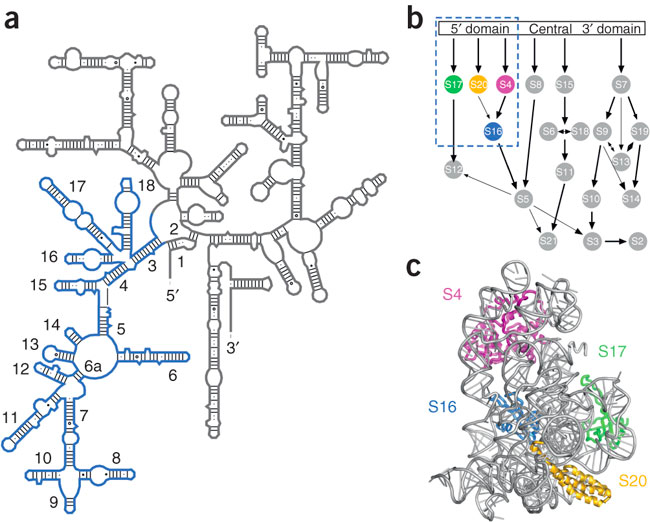 a
17
18
16
2
3
1
4
15
5'
5
14
13
3'
12
6a
6
11
7
10
8
9
b
5′ domain Central 3′ domain
S17 S20 S4 S8 S15 S7
S16 S6 S18 S9 S19
S13
S12 S11
S5 S10 S14
S21 S3 S2
c
S4
S17
S16
S20